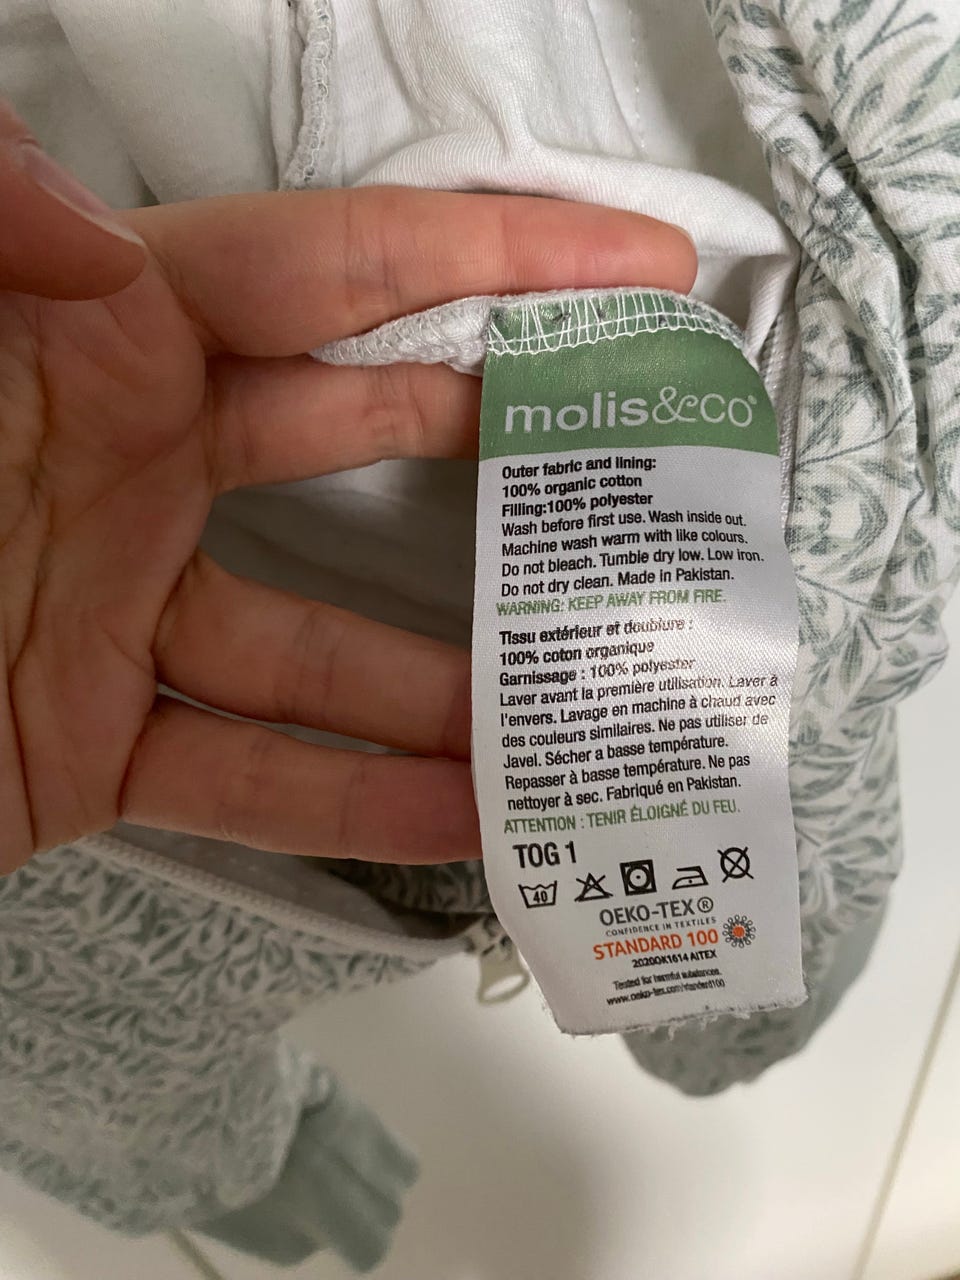 molis&co®
Outer fabric and lining:
100% organic cotton
Filling:100% polyester
Wash before first use. Wash inside out.
Machine wash warm with like colours.
Do not bleach. Tumble dry low. Low iron.
Do not dry clean. Made in Pakistan.
WARNING: KEEP AWAY FROM FIRE.
Tissu extérieur et doublure :
100% coton organique
Garnissage : 100% polyester
Laver avant la première utilisation. Laver à
l'envers. Lavage en machine à chaud avec
des couleurs similaires. Ne pas utiliser de
Javel. Sécher a basse température.
Repasser à basse température. Ne pas
nettoyer à sec. Fabriqué en Pakistan.
ATTENTION : TENIR ÉLOIGNÉ DU FEU.
TOG 1
40
OEKO-TEX®
CONFIDENCE IN TEXTILES
STANDARD 100
2020OK1614 AITEX
Tested for harmful substances.
www.oeko-tex.com/standard100